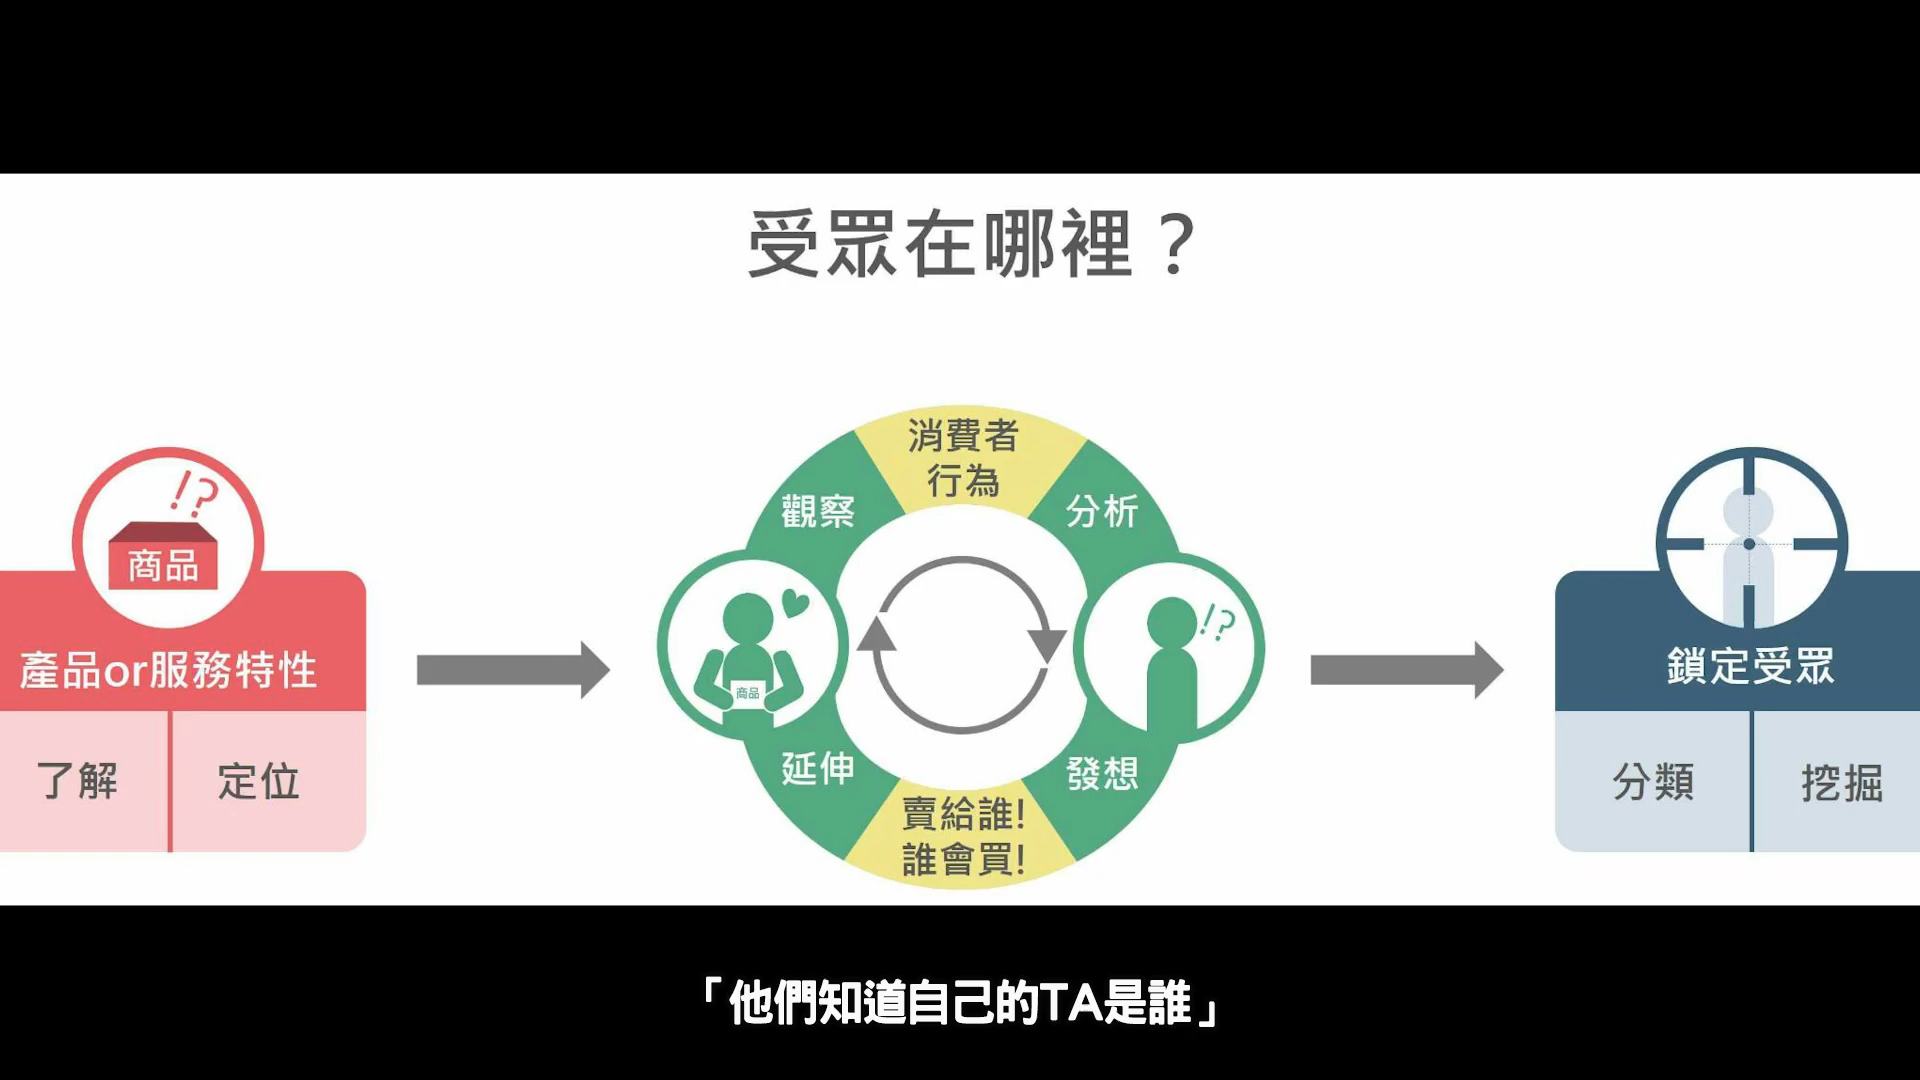 受眾在哪裡？
!?
商品
產品or服務特性
了解
定位
消費者
行為
觀察
分析
商品
!?
延伸
發想
賣給誰!
誰會買!
鎖定受眾
分類
挖掘
「他們知道自己的TA是誰」